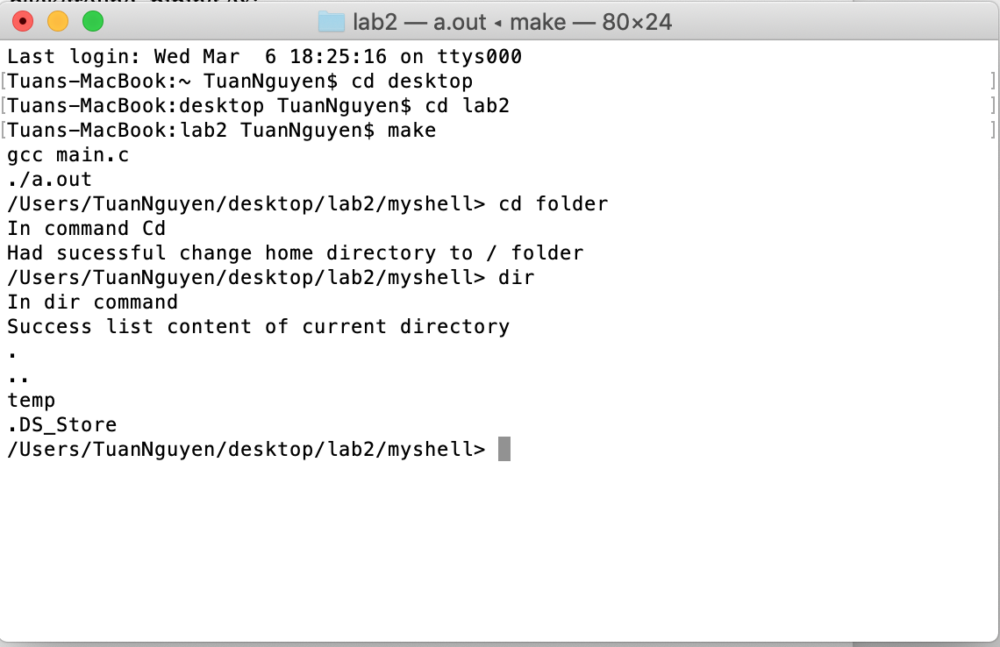 lab2 — a.out ◂ make — 80×24
Last login: Wed Mar  6 18:25:16 on ttys000
[Tuans-MacBook:~ TuanNguyen$ cd desktop ]
[Tuans-MacBook:desktop TuanNguyen$ cd lab2 ]
[Tuans-MacBook:lab2 TuanNguyen$ make ]
gcc main.c
./a.out
/Users/TuanNguyen/desktop/lab2/myshell> cd folder
In command Cd
Had sucessful change home directory to / folder
/Users/TuanNguyen/desktop/lab2/myshell> dir
In dir command
Success list content of current directory
.
..
temp
.DS_Store
/Users/TuanNguyen/desktop/lab2/myshell>